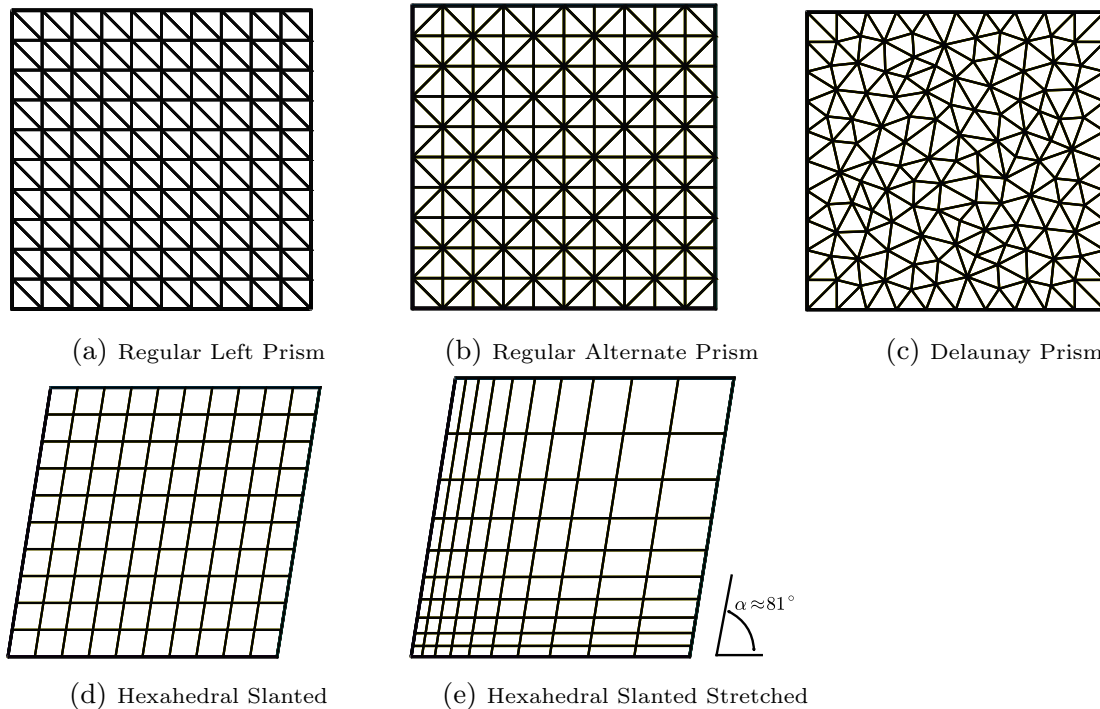 (a) Regular Left Prism
(b) Regular Alternate Prism
(c) Delaunay Prism
α≈81°
(d) Hexahedral Slanted
(e) Hexahedral Slanted Stretched